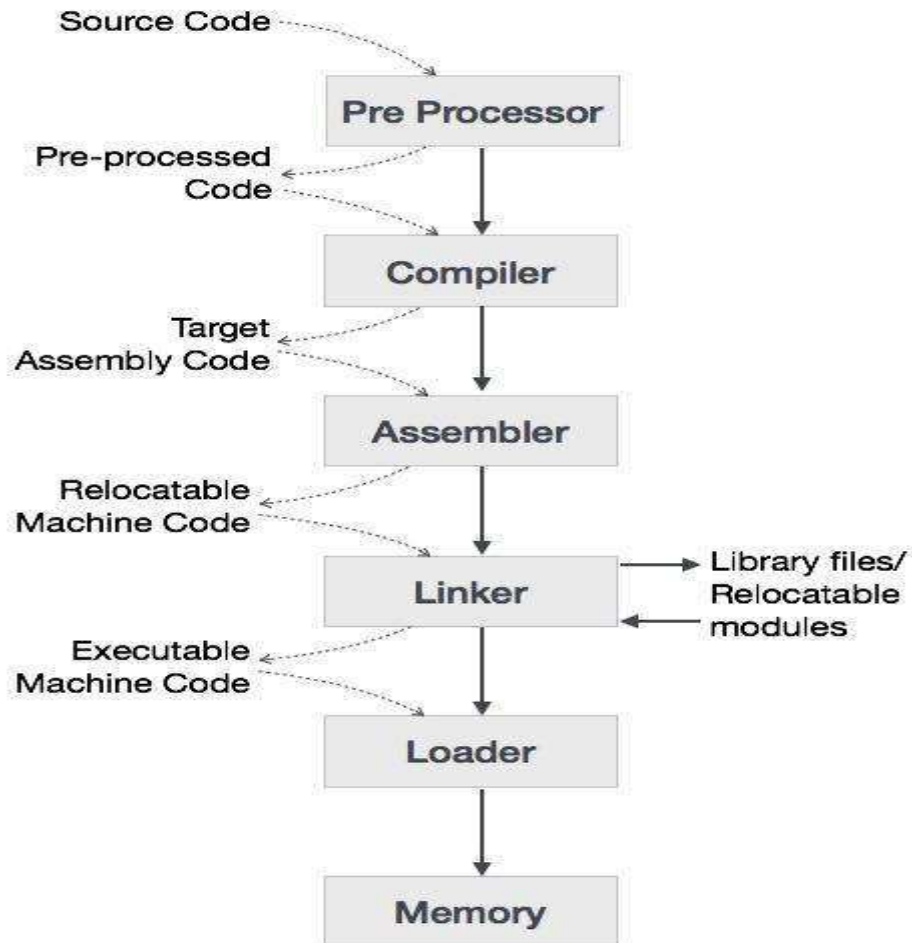 Source Code
Pre Processor
Pre-processed
Code
Compiler
Target
Assembly Code
Assembler
Relocatable
Machine Code
Linker
Library files/
Relocatable
modules
Executable
Machine Code
Loader
Memory